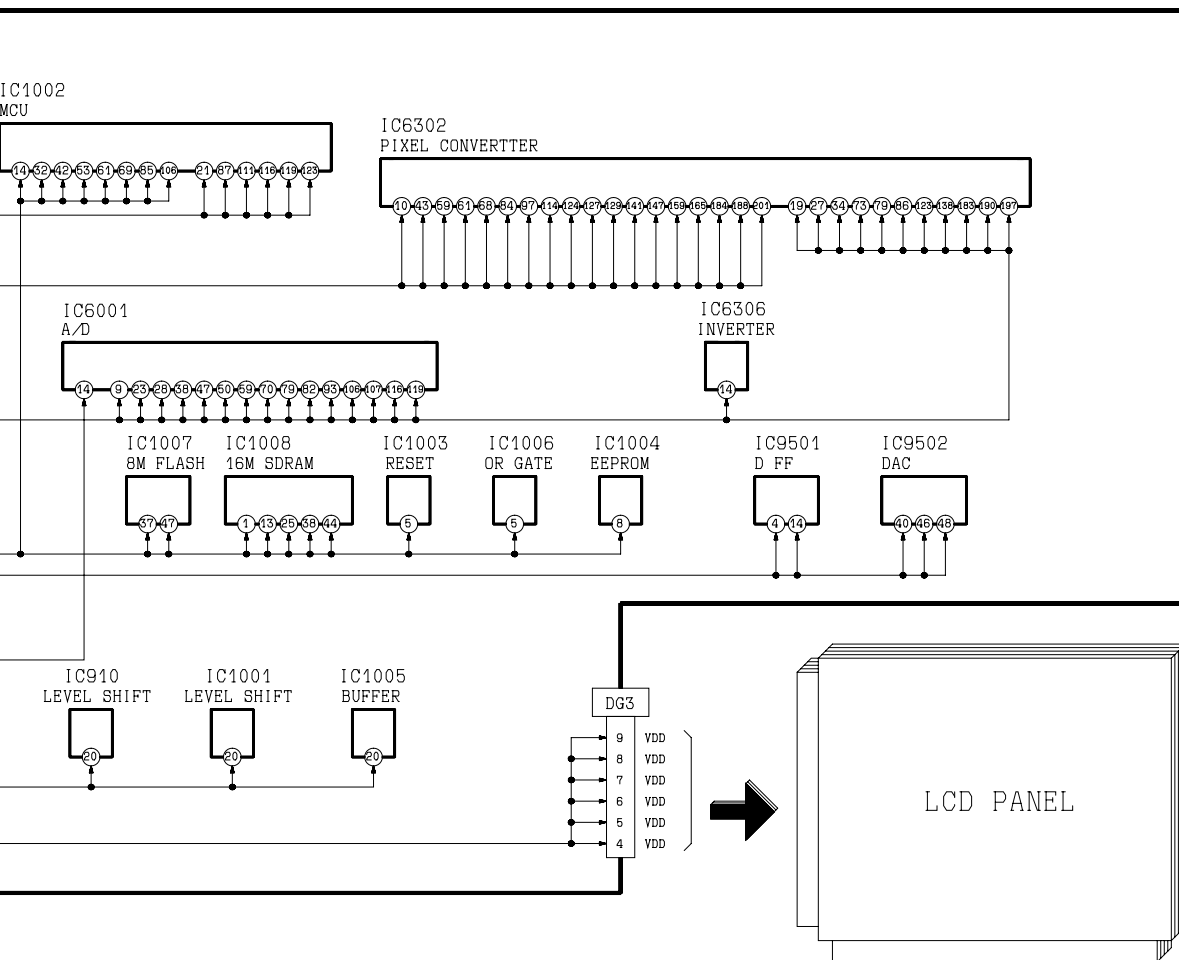 IC1002
MCU
14 32 42 53 61 69 85 106 21 87 111 116 119 123
IC6302
PIXEL CONVERTTER
10 43 59 61 68 84 97 114 124 127 129 141 147 159 165 184 188 201 19 27 34 73 79 86 123 138 183 190 197
IC6001
A/D
14 9 23 28 38 47 50 59 70 79 82 93 106 107 116 119
IC6306
INVERTER
14
IC1007
8M FLASH
37 47
IC1008
16M SDRAM
1 13 25 38 44
IC1003
RESET
5
IC1006
OR GATE
5
IC1004
EEPROM
8
IC9501
D FF
4 14
IC9502
DAC
40 46 48
IC910
LEVEL SHIFT
20
IC1001
LEVEL SHIFT
20
IC1005
BUFFER
20
DG3
9 VDD
8 VDD
7 VDD
6 VDD
5 VDD
4 VDD
LCD PANEL